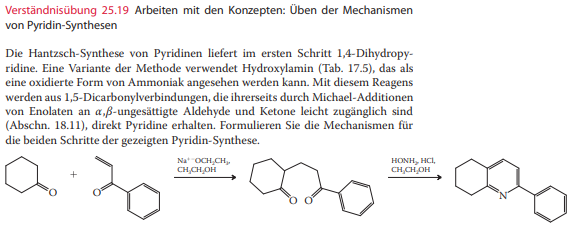 Verständnisübung 25.19 Arbeiten mit den Konzepten: Üben der Mechanismen
von Pyridin-Synthesen
Die Hantzsch-Synthese von Pyridinen liefert im ersten Schritt 1,4-Dihydropy-
ridine. Eine Variante der Methode verwendet Hydroxylamin (Tab. 17.5), das als
eine oxidierte Form von Ammoniak angesehen werden kann. Mit diesem Reagens
werden aus 1,5-Dicarbonylverbindungen, die ihrerseits durch Michael-Additionen
von Enolaten an α,β-ungesättigte Aldehyde und Ketone leicht zugänglich sind
(Abschn. 18.11), direkt Pyridine erhalten. Formulieren Sie die Mechanismen für
die beiden Schritte der gezeigten Pyridin-Synthese.
O + O Na⁺ ⁻OCH₂CH₃, CH₃CH₂OH O O HONH₂, HCl, CH₃CH₂OH N